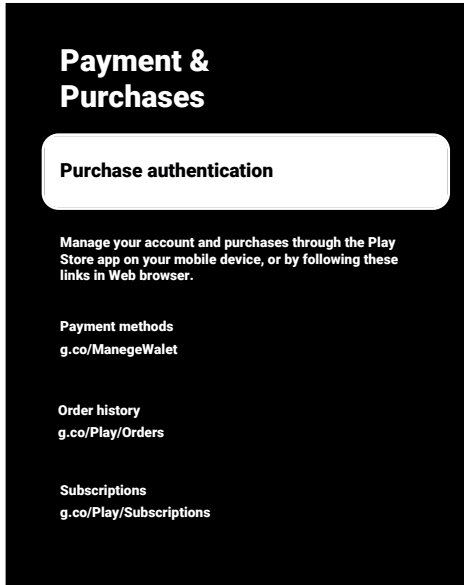 Payment &
Purchases
Purchase authentication
Manage your account and purchases through the Play
Store app on your mobile device, or by following these
links in Web browser.
Payment methods
g.co/ManegeWalet
Order history
g.co/Play/Orders
Subscriptions
g.co/Play/Subscriptions